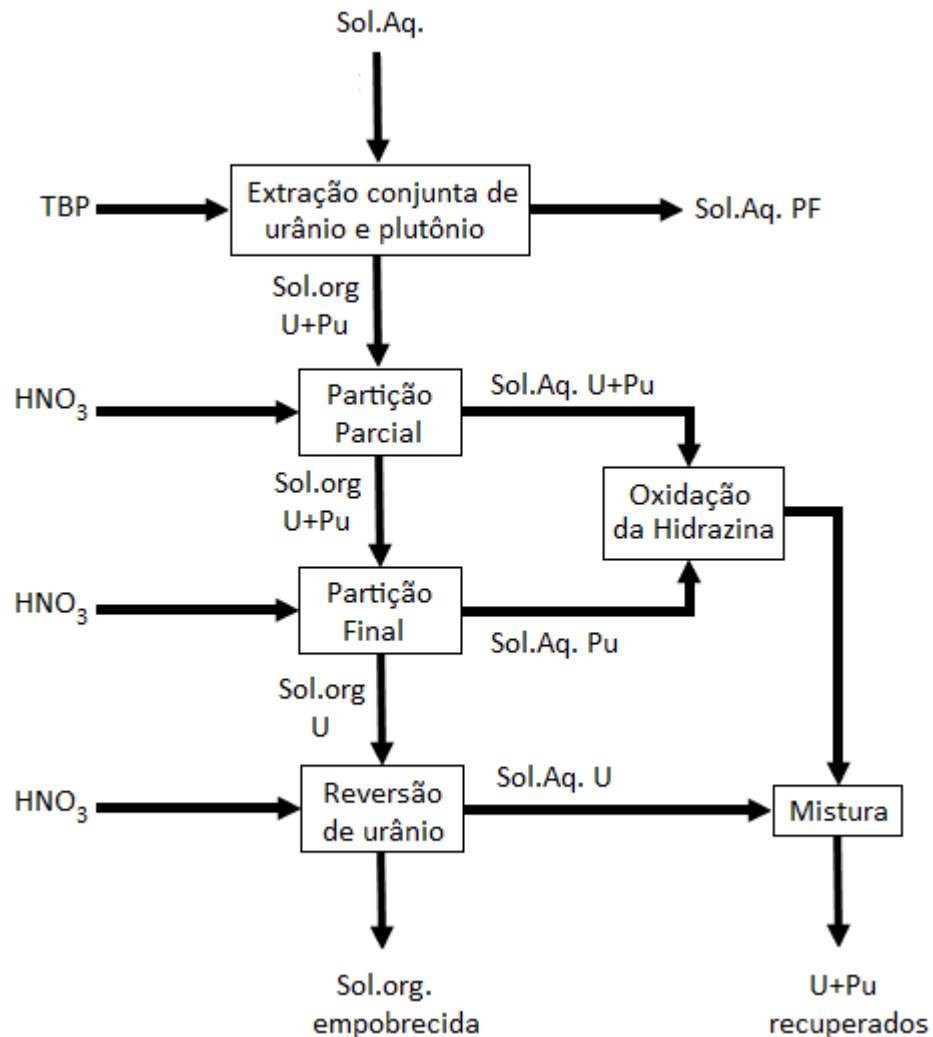 Sol.Aq.
TBP
Extração conjunta de
urânio e plutônio
Sol.Aq. PF
Sol.org
U+Pu
HNO₃
Partição
Parcial
Sol.Aq. U+Pu
Sol.org
U+Pu
Oxidação
da Hidrazina
HNO₃
Partição
Final
Sol.Aq. Pu
Sol.org
U
HNO₃
Reversão
de urânio
Sol.Aq. U
Mistura
Sol.org.
empobrecida
U+Pu
recuperados